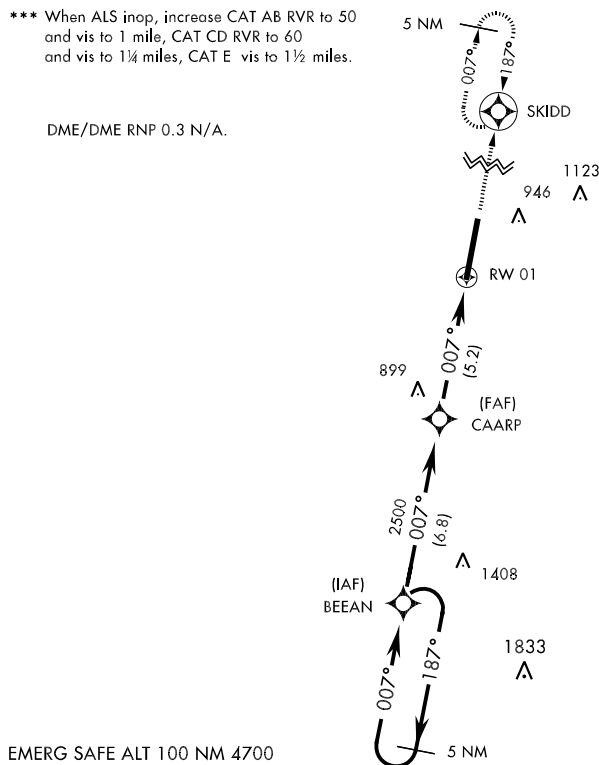 *** When ALS inop, increase CAT AB RVR to 50
and vis to 1 mile, CAT CD RVR to 60
and vis to 1¼ miles, CAT E vis to 1½ miles.
DME/DME RNP 0.3 N/A.
5 NM
007°
187°
SKIDD
946
1123
RW 01
007°
(5.2)
899
(FAF)
CAARP
2500
007°
(6.8)
1408
(IAF)
BEEAN
1833
007°
187°
5 NM
EMERG SAFE ALT 100 NM 4700